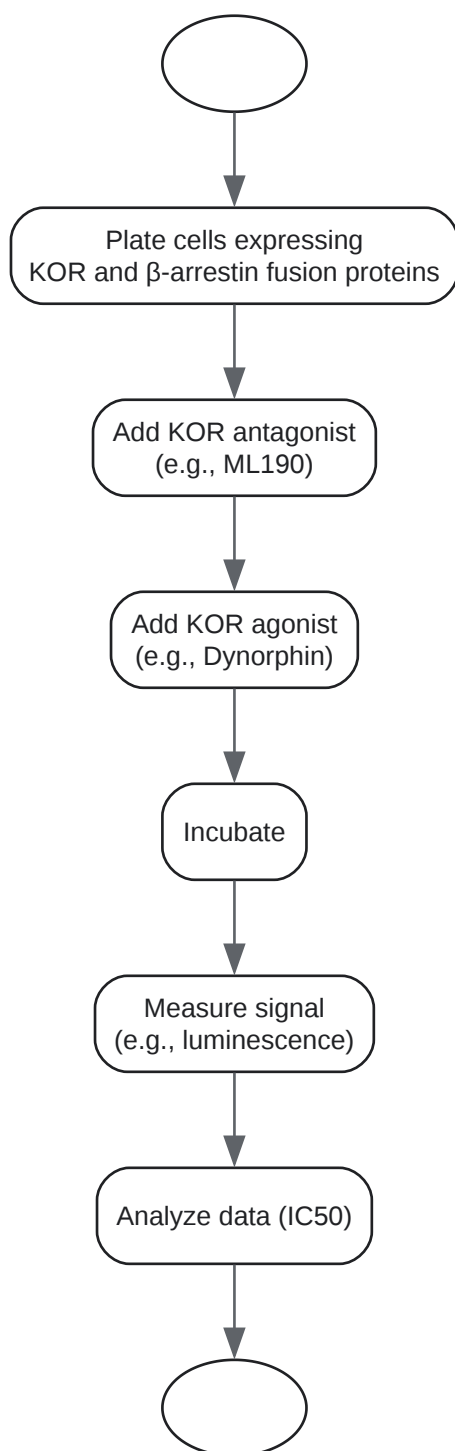 Plate cells expressing
KOR and β-arrestin fusion proteins
Add KOR antagonist
(e.g., ML190)
Add KOR agonist
(e.g., Dynorphin)
Incubate
Measure signal
(e.g., luminescence)
Analyze data (IC50)